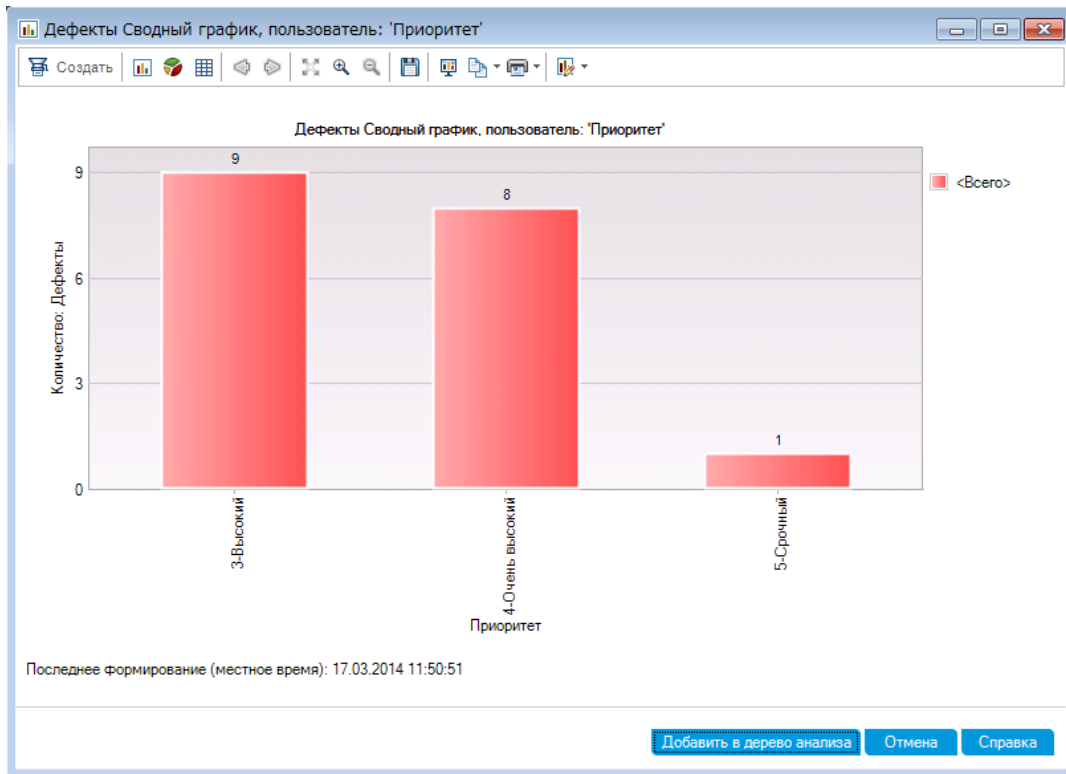 Дефекты Сводный график, пользователь: 'Приоритет'
Создать
Дефекты Сводный график, пользователь: 'Приоритет'
9
6
3
0
Количество: Дефекты
9
8
1
<Всего>
3-Высокий
4-Очень высокий
5-Срочный
Приоритет
Последнее формирование (местное время): 17.03.2014 11:50:51
Добавить в дерево анализа
Отмена
Справка